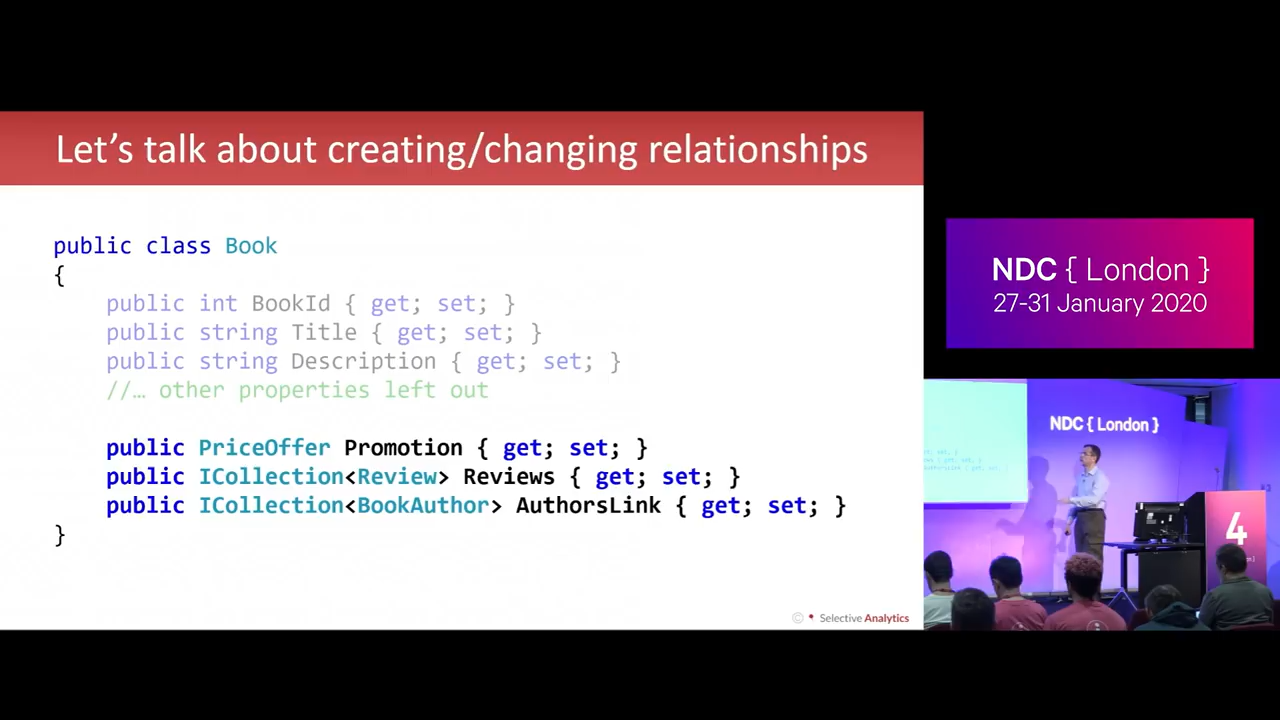 Let's talk about creating/changing relationships
public class Book
{
public int BookId { get; set; }
public string Title { get; set; }
public string Description { get; set; }
//… other properties left out
public PriceOffer Promotion { get; set; }
public ICollection<Review> Reviews { get; set; }
public ICollection<BookAuthor> AuthorsLink { get; set; }
}
© Selective Analytics
NDC { London }
27-31 January 2020
NDC { London }
4